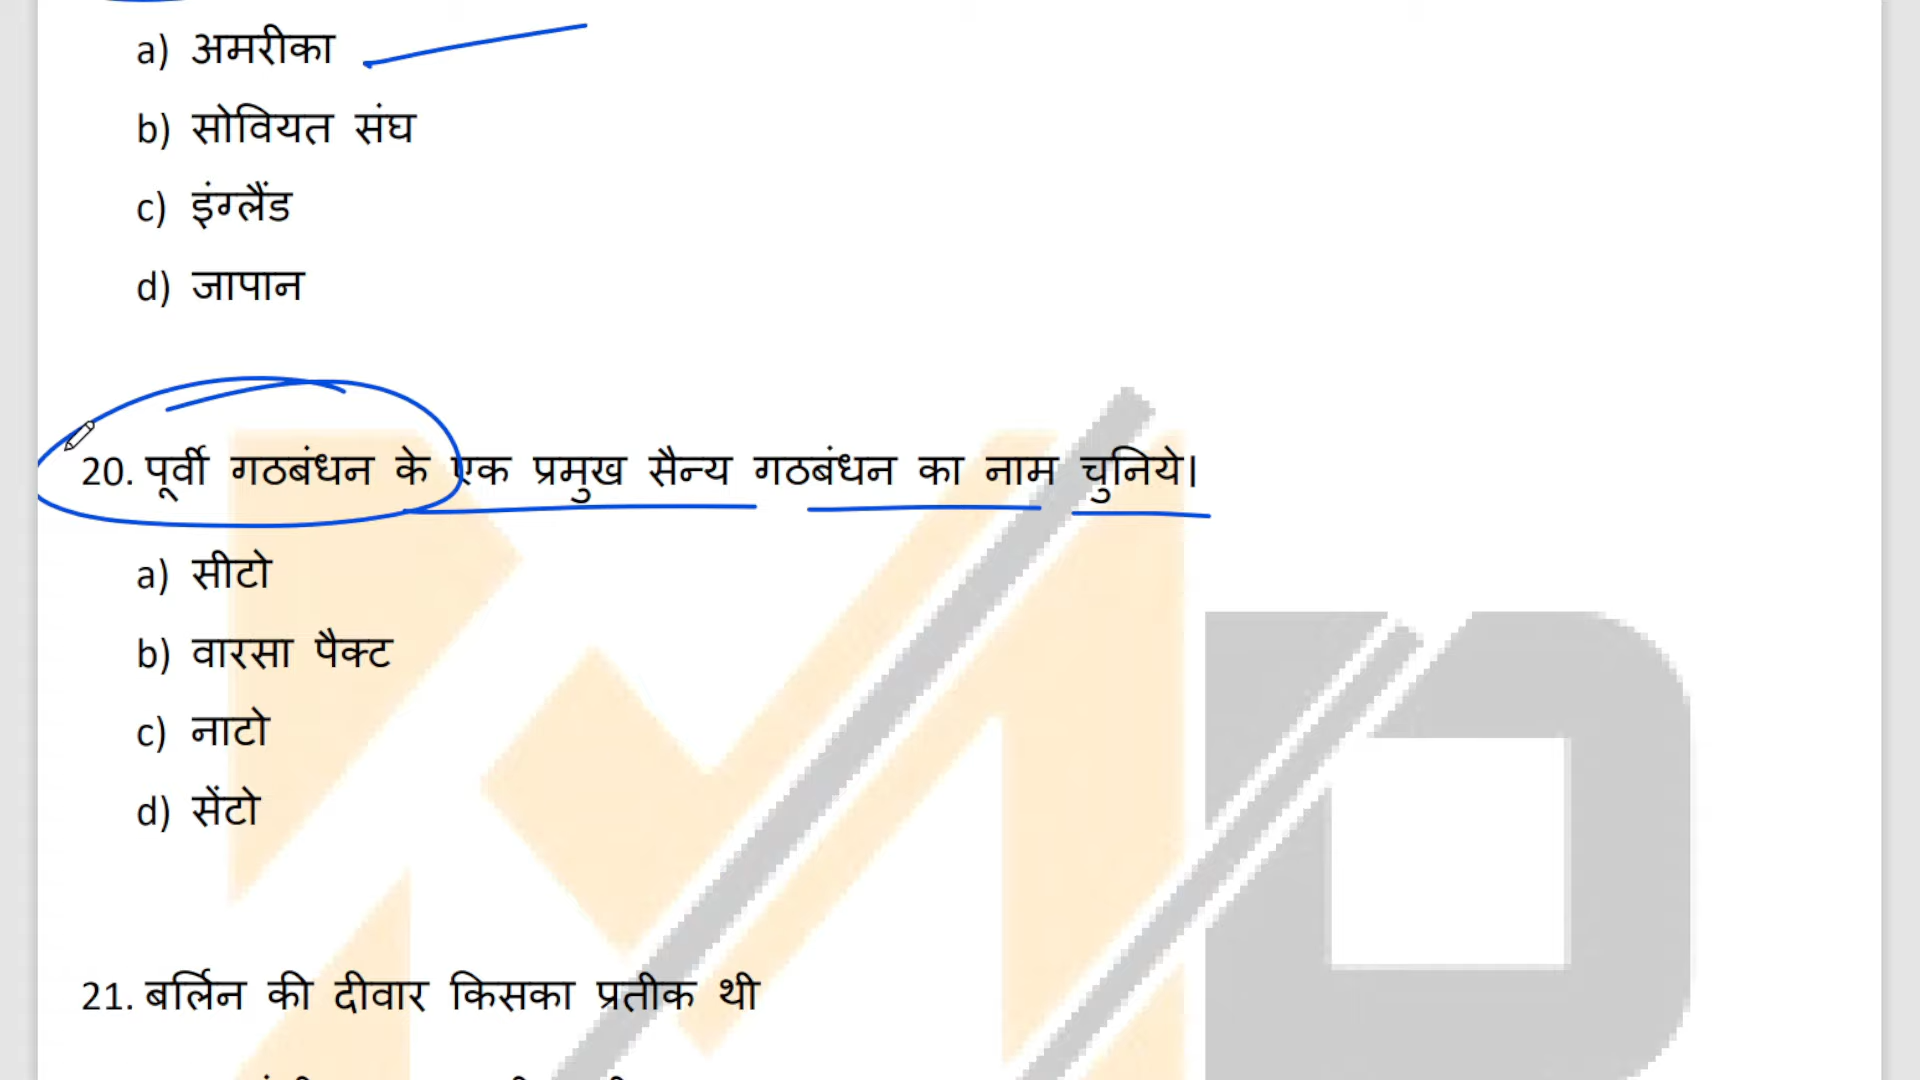 a) अमरीका
b) सोवियत संघ
c) इंग्लैंड
d) जापान
20. पूर्वी गठबंधन के एक प्रमुख सैन्य गठबंधन का नाम चुनिये।
a) सीटो
b) वारसा पैक्ट
c) नाटो
d) सेंटो
21. बर्लिन की दीवार किसका प्रतीक थी